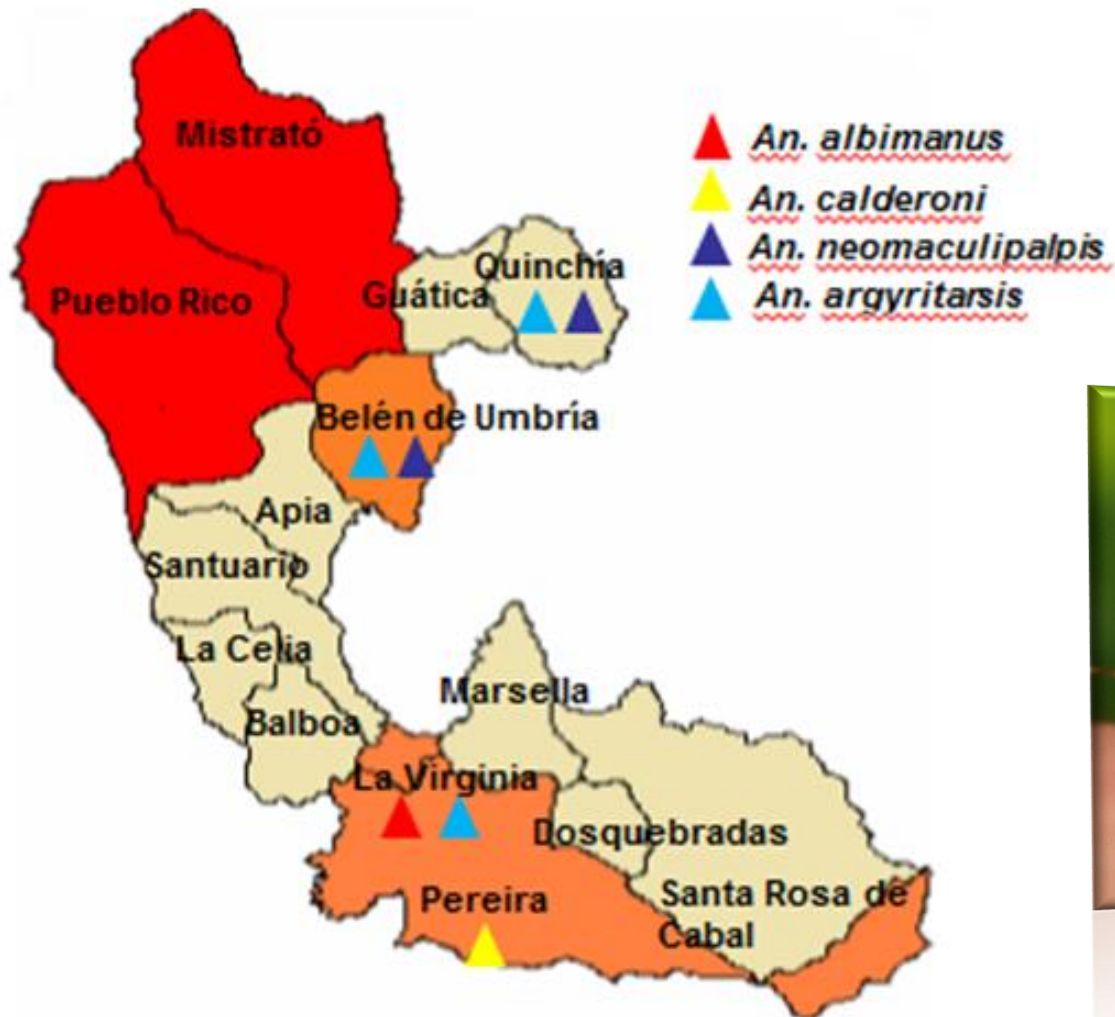 Mistrató
An. albimanus
An. calderoni
An. neomaculipalpis
An. argyritarsis
Quinchía
Guática
Pueblo Rico
Belén de Umbría
Apia
Santuario
La Celia
Marsella
Balboa
La Virginia
Dosquebradas
Pereira
Santa Rosa de
Cabal